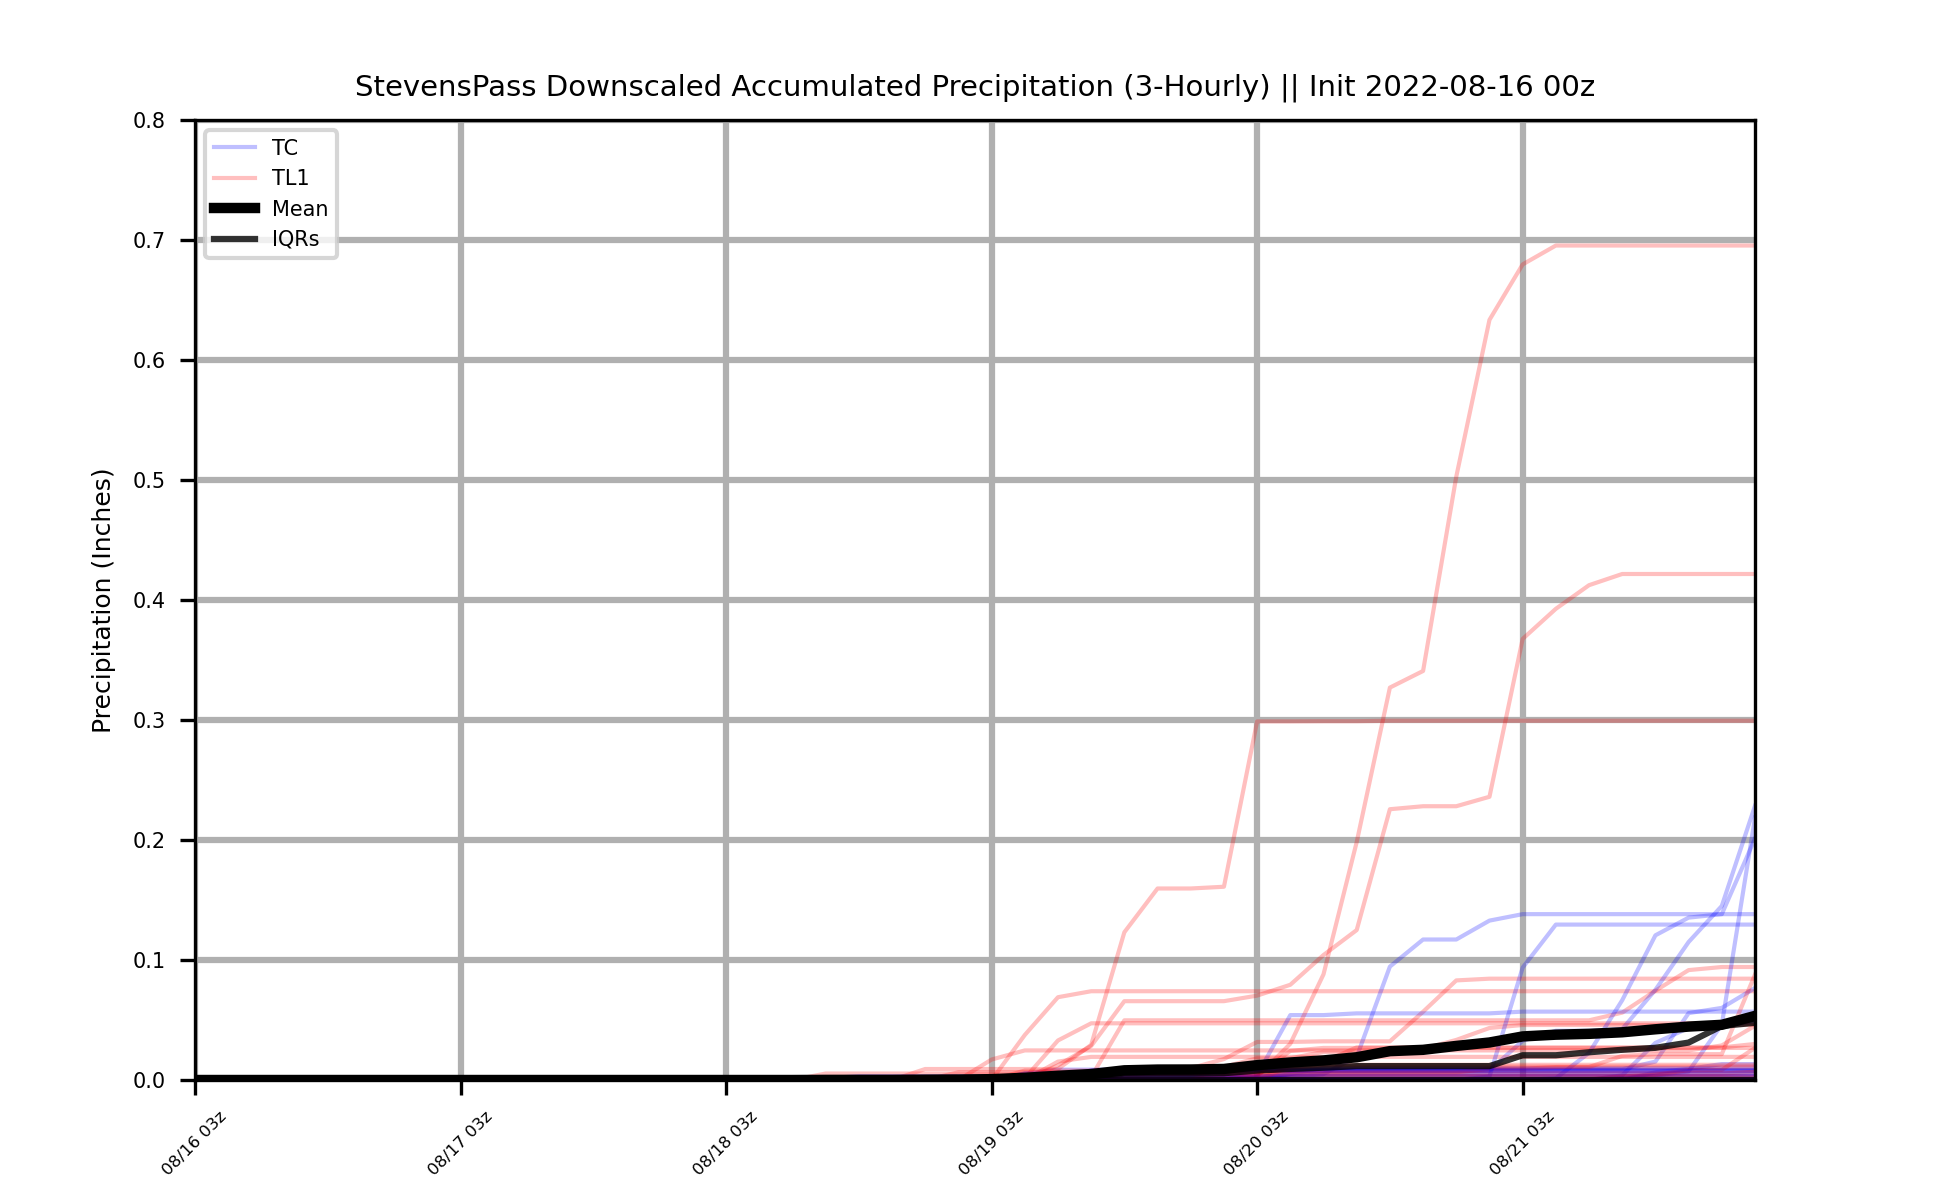 StevensPass Downscaled Accumulated Precipitation (3-Hourly) || Init 2022-08-16 00z
TC
TL1
Mean
IQRs
Precipitation (Inches)
0.8
0.7
0.6
0.5
0.4
0.3
0.2
0.1
0.0
08/16 03z
08/17 03z
08/18 03z
08/19 03z
08/20 03z
08/21 03z